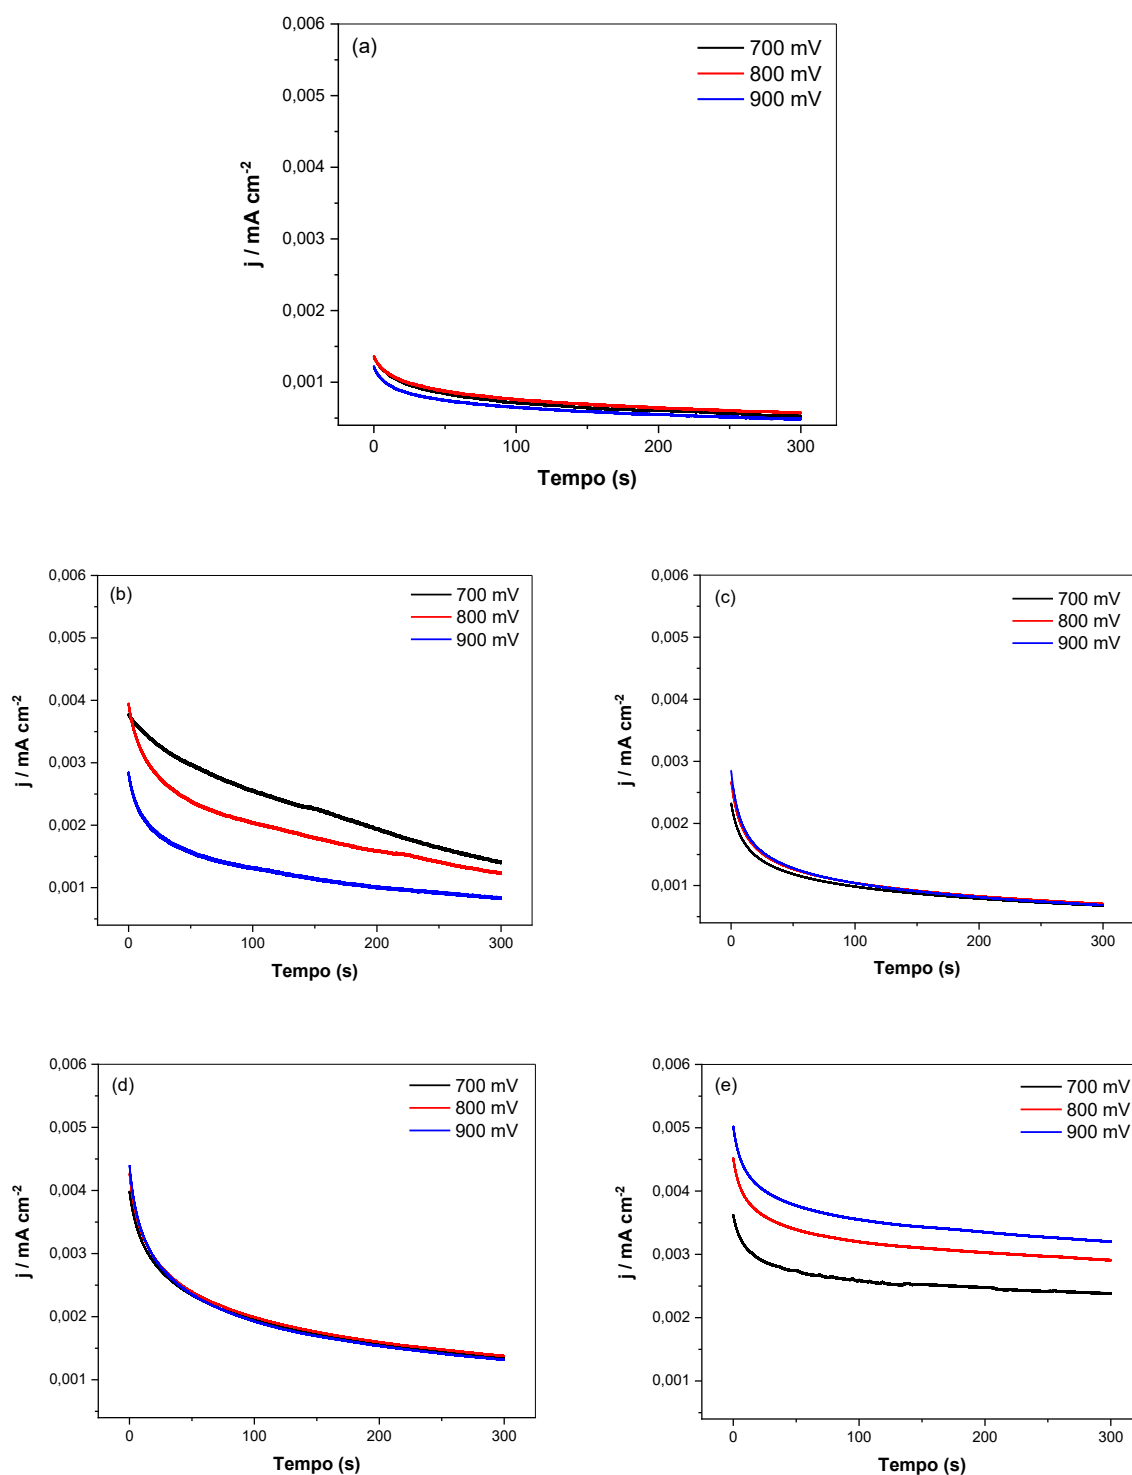 (a)
700 mV
800 mV
900 mV
0,006
0,005
0,004
0,003
0,002
0,001
j / mA cm-2
0 100 200 300
Tempo (s)
(b)
700 mV
800 mV
900 mV
0,006
0,005
0,004
0,003
0,002
0,001
j / mA cm-2
0 100 200 300
Tempo (s)
(c)
700 mV
800 mV
900 mV
0,006
0,005
0,004
0,003
0,002
0,001
j / mA cm-2
0 100 200 300
Tempo (s)
(d)
700 mV
800 mV
900 mV
0,006
0,005
0,004
0,003
0,002
0,001
j / mA cm-2
0 100 200 300
Tempo (s)
(e)
700 mV
800 mV
900 mV
0,006
0,005
0,004
0,003
0,002
0,001
j / mA cm-2
0 100 200 300
Tempo (s)